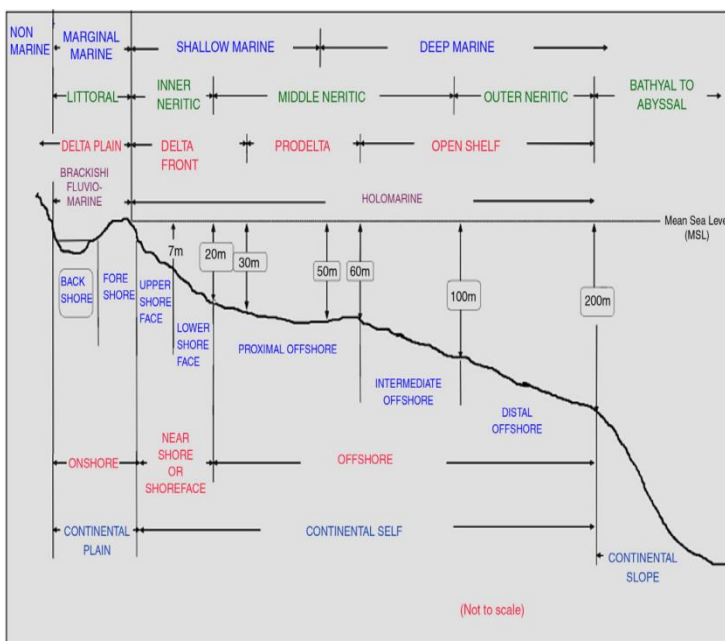 NON
MARINE
MARGINAL
MARINE
SHALLOW MARINE
DEEP MARINE
LITTORAL
INNER
NERITIC
MIDDLE NERITIC
OUTER NERITIC
BATHYAL TO
ABYSSAL
DELTA PLAIN
DELTA
FRONT
PRODELTA
OPEN SHELF
BRACKISHI
FLUVIO-
MARINE
HOLOMARINE
Mean Sea Leve
(MSL)
7m
20m
30m
50m
60m
100m
200m
BACK
SHORE
FORE
SHORE
UPPER
SHORE
FACE
LOWER
SHORE
FACE
PROXIMAL OFFSHORE
INTERMEDIATE
OFFSHORE
DISTAL
OFFSHORE
ONSHORE
NEAR
SHORE
OR
SHOREFACE
OFFSHORE
CONTINENTAL
PLAIN
CONTINENTAL SELF
CONTINENTAL
SLOPE
(Not to scale)